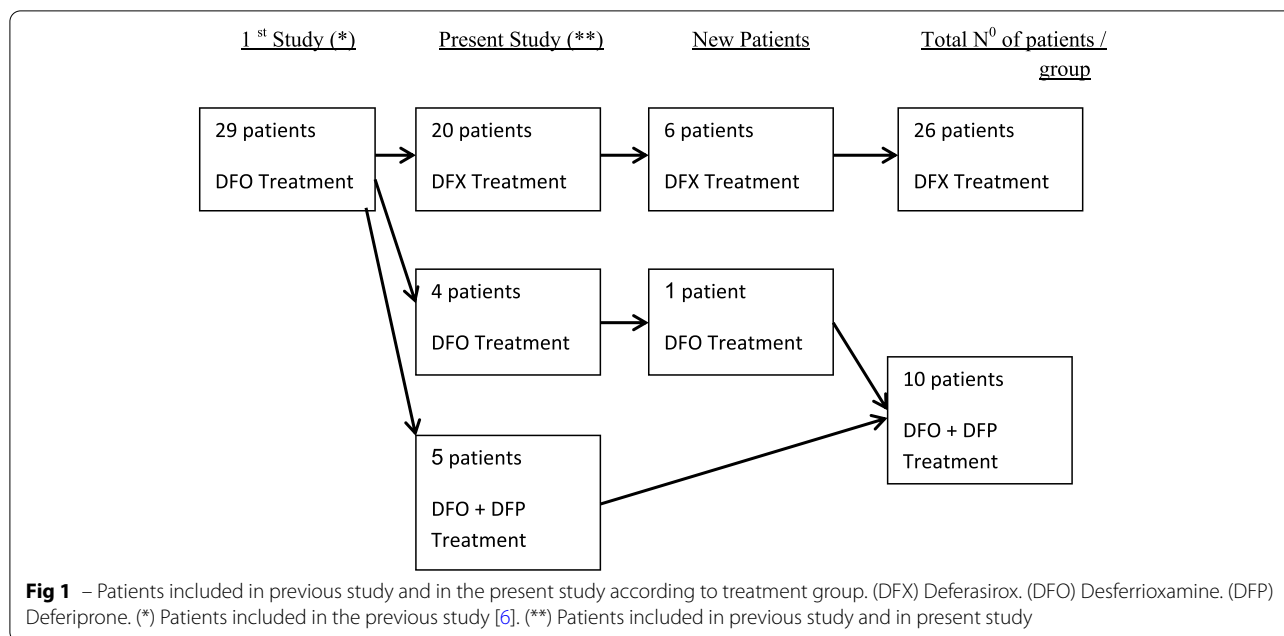 1 st Study (*) Present Study (**) New Patients Total N0 of patients /
group
29 patients
DFO Treatment
20 patients
DFX Treatment
6 patients
DFX Treatment
26 patients
DFX Treatment
4 patients
DFO Treatment
1 patient
DFO Treatment
10 patients
DFO + DFP
Treatment
5 patients
DFO + DFP
Treatment
Fig 1 – Patients included in previous study and in the present study according to treatment group. (DFX) Deferasirox. (DFO) Desferrioxamine. (DFP)
Deferiprone. (*) Patients included in the previous study [6]. (**) Patients included in previous study and in present study